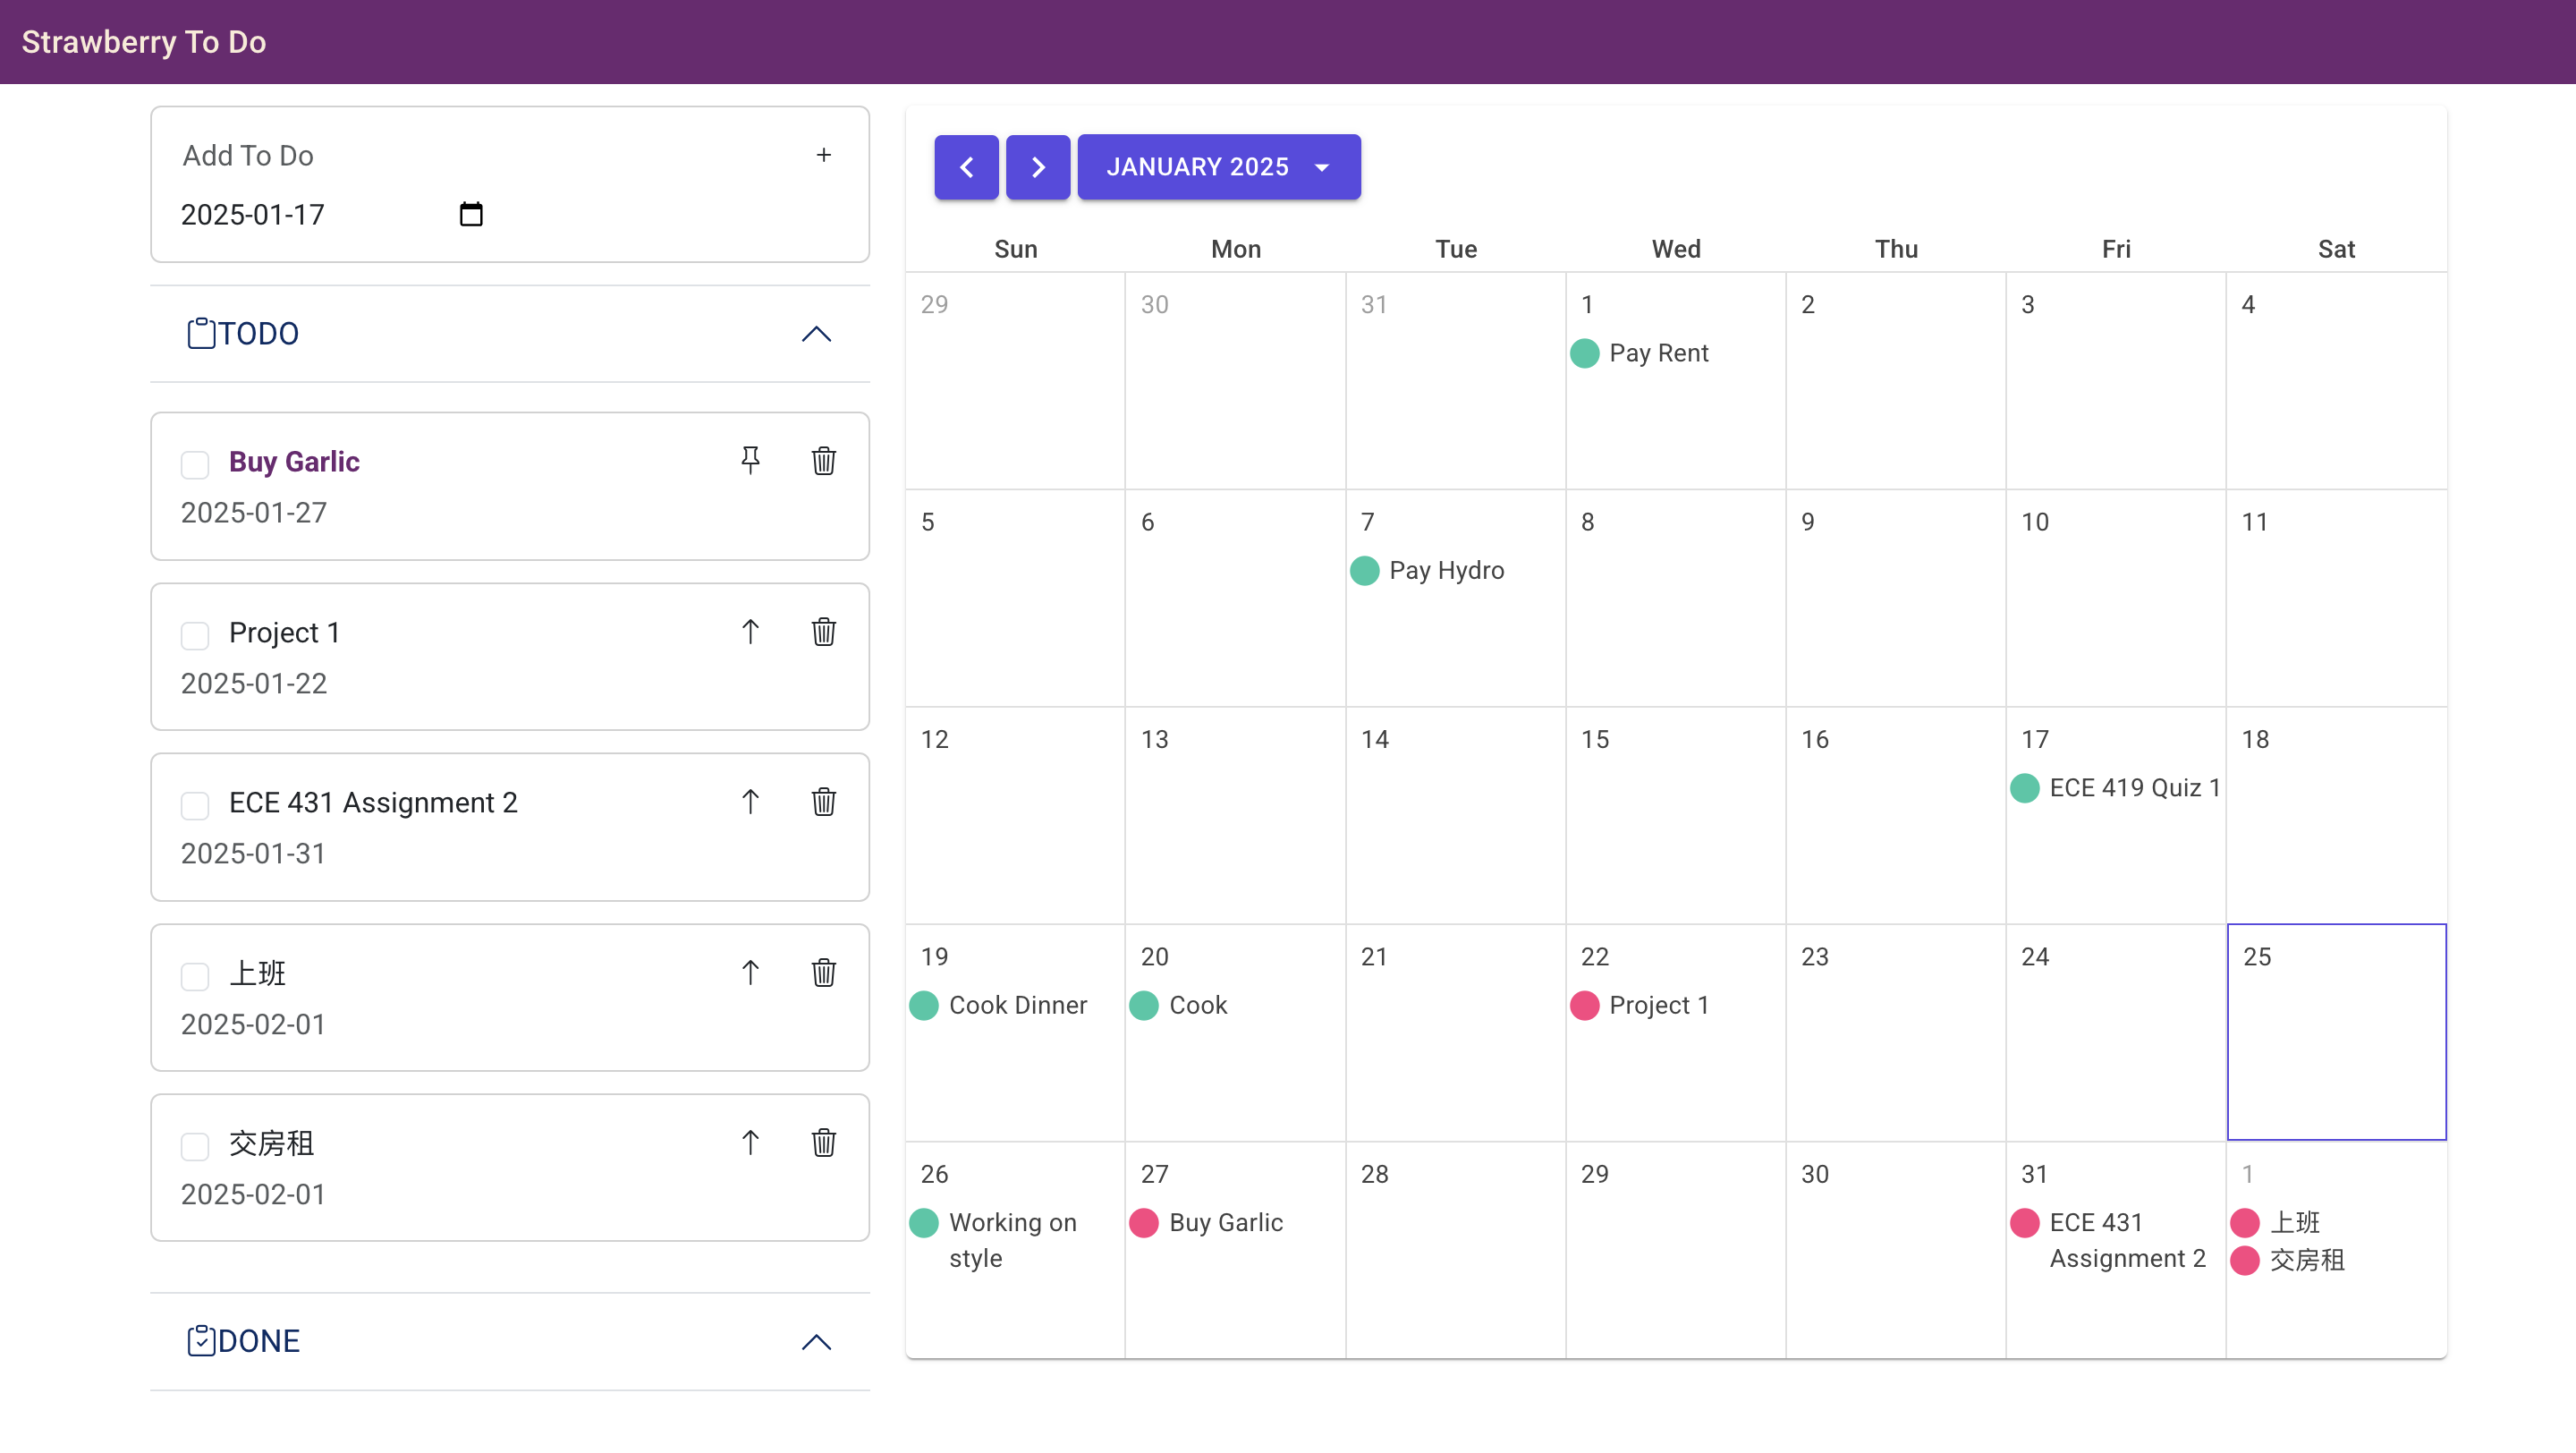 Strawberry To Do
Add To Do
2025-01-17
TODO
Buy Garlic
2025-01-27
Project 1
2025-01-22
ECE 431 Assignment 2
2025-01-31
上班
2025-02-01
交房租
2025-02-01
DONE
JANUARY 2025
Sun Mon Tue Wed Thu Fri Sat
29 30 31 1 2 3 4
Pay Rent
5 6 7 8 9 10 11
Pay Hydro
12 13 14 15 16 17 18
ECE 419 Quiz 1
19 20 21 22 23 24 25
Cook Dinner Cook Project 1
26 27 28 29 30 31 1
Working on Buy Garlic ECE 431 上班
style Assignment 2 交房租